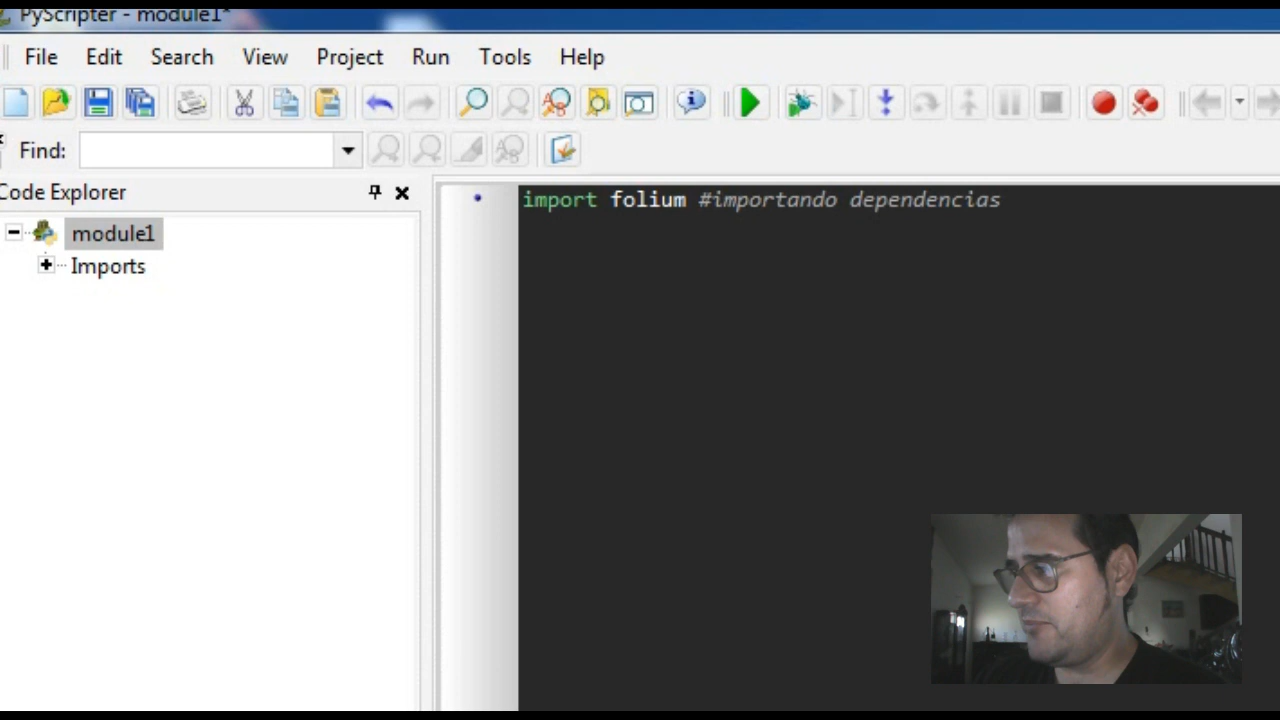 PyScripter - module1*
File Edit Search View Project Run Tools Help
Find:
Code Explorer
module1
Imports
import folium #importando dependencias